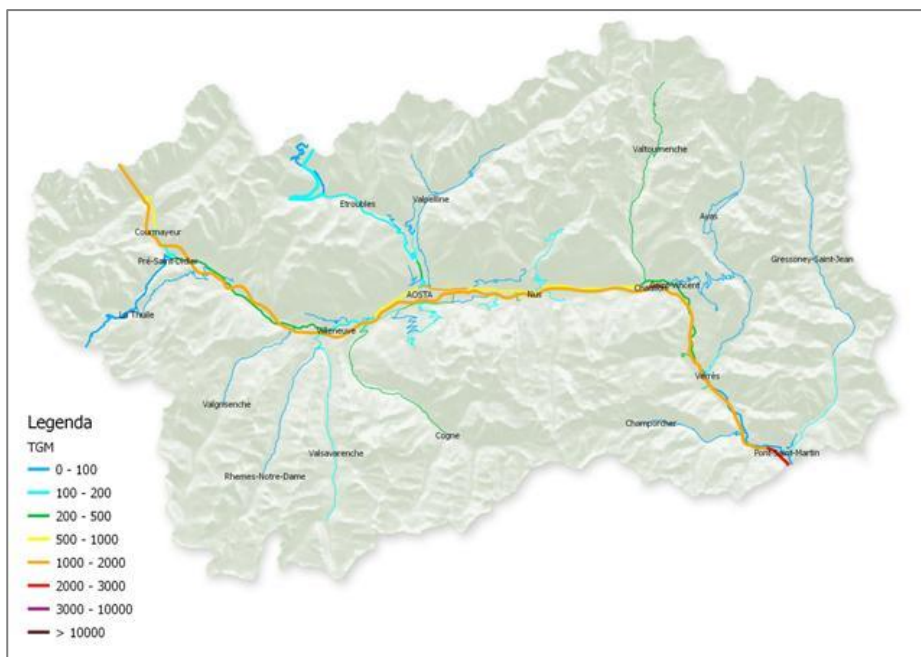 Valtournenche
Etroubles
Valpelline
Ayas
Courmayeur
Gressoney-Saint-Jean
Pré-Saint-Didier
AOSTA
Nus
La Thuile
Villeneuve
Verrès
Valgrisenche
Champorcher
Cogne
Valsavarenche
Pont-Saint-Martin
Rhemes-Notre-Dame
Legenda
TGM
0 - 100
100 - 200
200 - 500
500 - 1000
1000 - 2000
2000 - 3000
3000 - 10000
> 10000